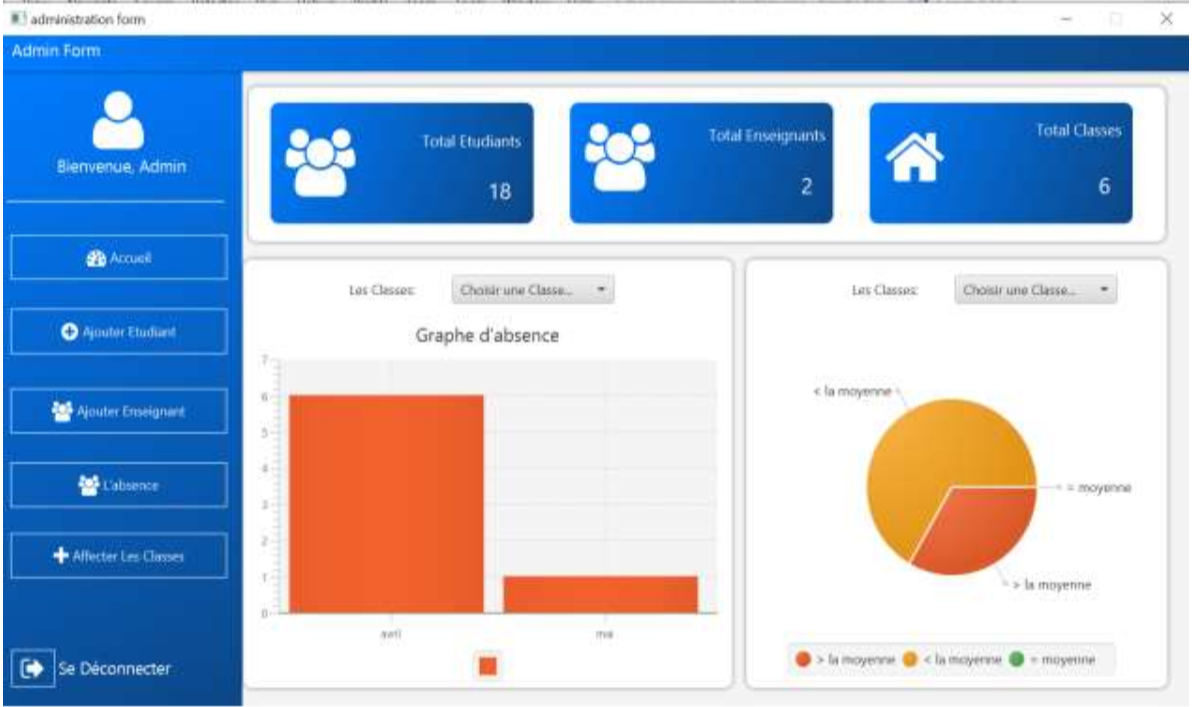 administration form
Admin Form
Bienvenue, Admin
Accueil
Ajouter Etudiant
Ajouter Enseignant
L'absence
Affecter Les Classes
Se Déconnecter
Total Etudiants
18
Total Enseignants
2
Total Classes
6
Les Classes:
Choisir une Classe...
Graphe d'absence
7
6
5
4
3
2
1
0
avril
mai
Les Classes:
Choisir une Classe...
< la moyenne
= moyenne
> la moyenne
> la moyenne
< la moyenne
= moyenne